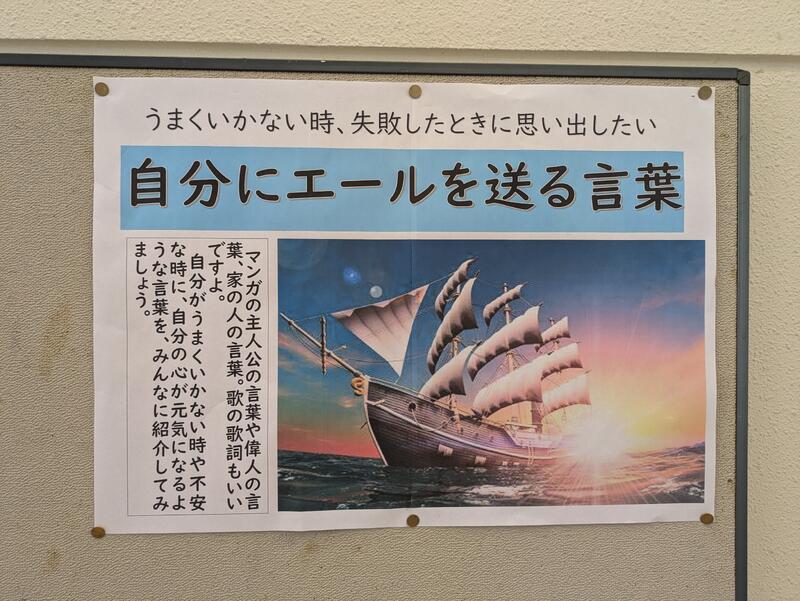 うまくいかない時、失敗したときに思い出したい
自分にエールを送る言葉
マンガの主人公の言葉や偉人の言
葉、家の人の言葉。歌の歌詞もいい
ですよ。
自分がうまくいかない時や不安
な時に、自分の心が元気になるよ
うな言葉を、みんなに紹介してみ
ましょう。